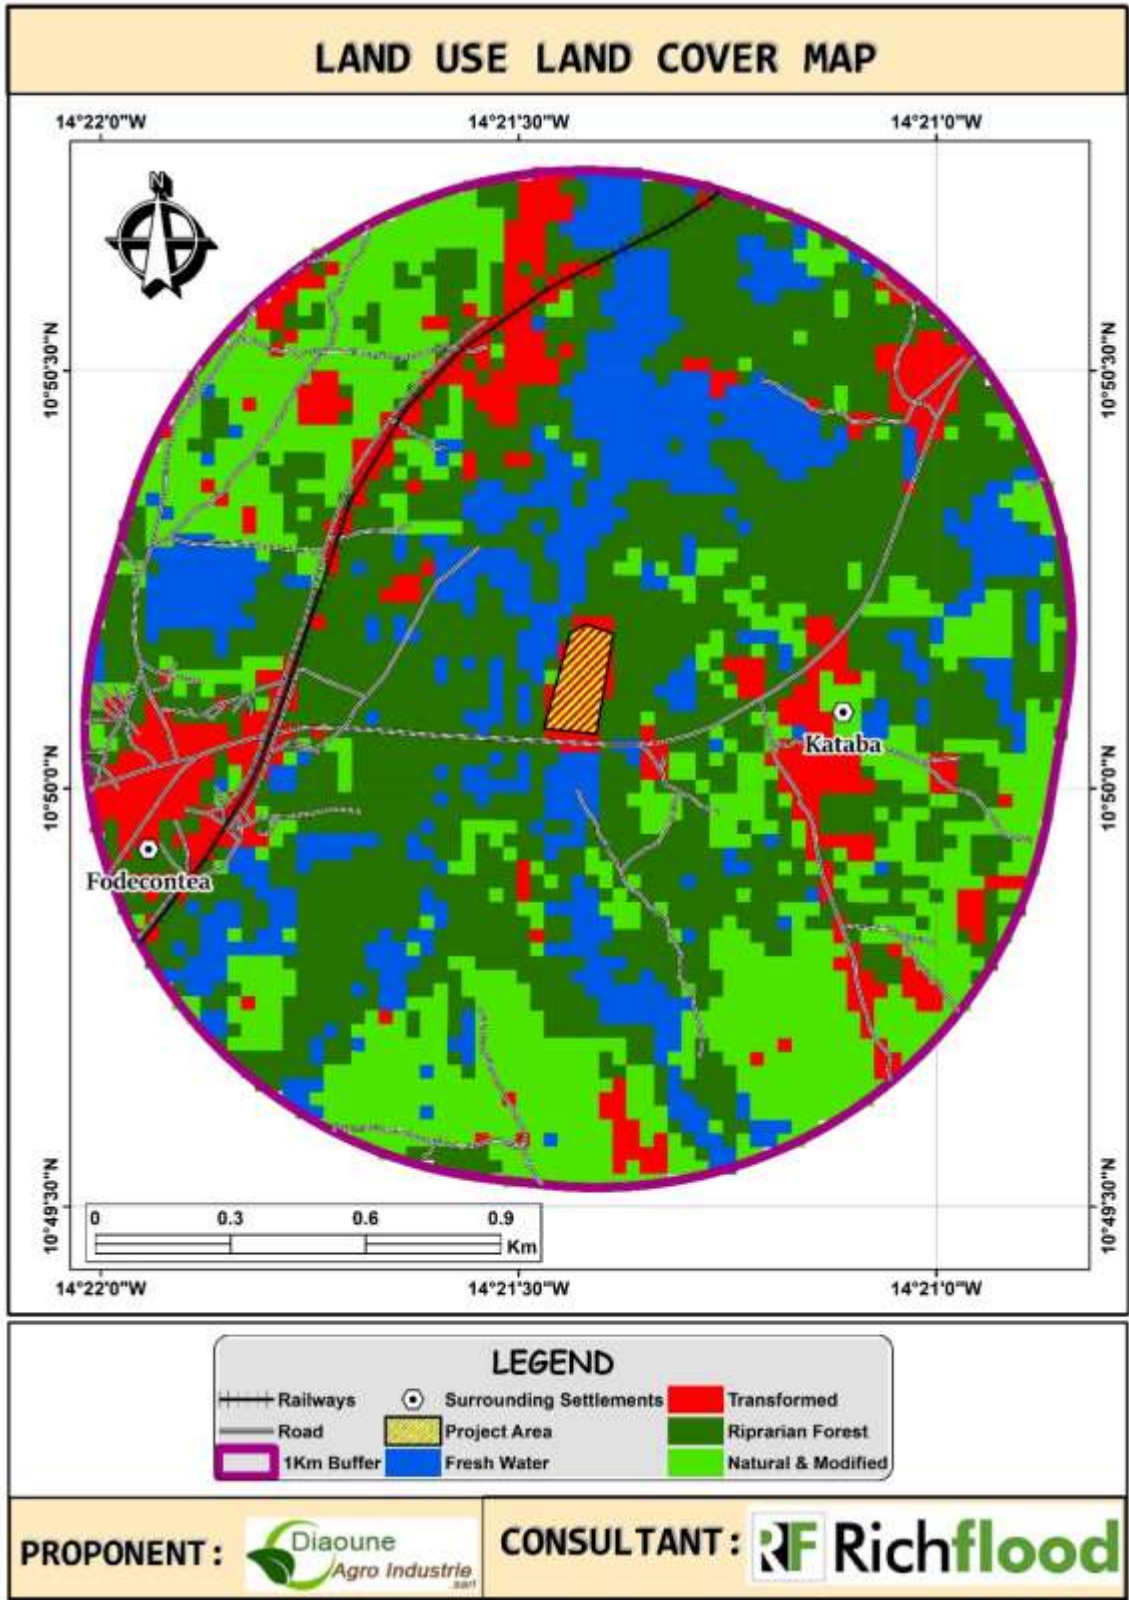 LAND USE LAND COVER MAP
14°22'0"W 14°21'30"W 14°21'0"W
N
10°50'30"N 10°50'30"N
Kataba
10°50'0"N 10°50'0"N
Fodecontea
10°49'30"N 10°49'30"N
0 0.3 0.6 0.9
Km
14°22'0"W 14°21'30"W 14°21'0"W
LEGEND
Railways Surrounding Settlements Transformed
Road Project Area Riprarian Forest
1Km Buffer Fresh Water Natural & Modified
PROPONENT: Diaoune Agro Industrie sarl CONSULTANT: RF Richflood